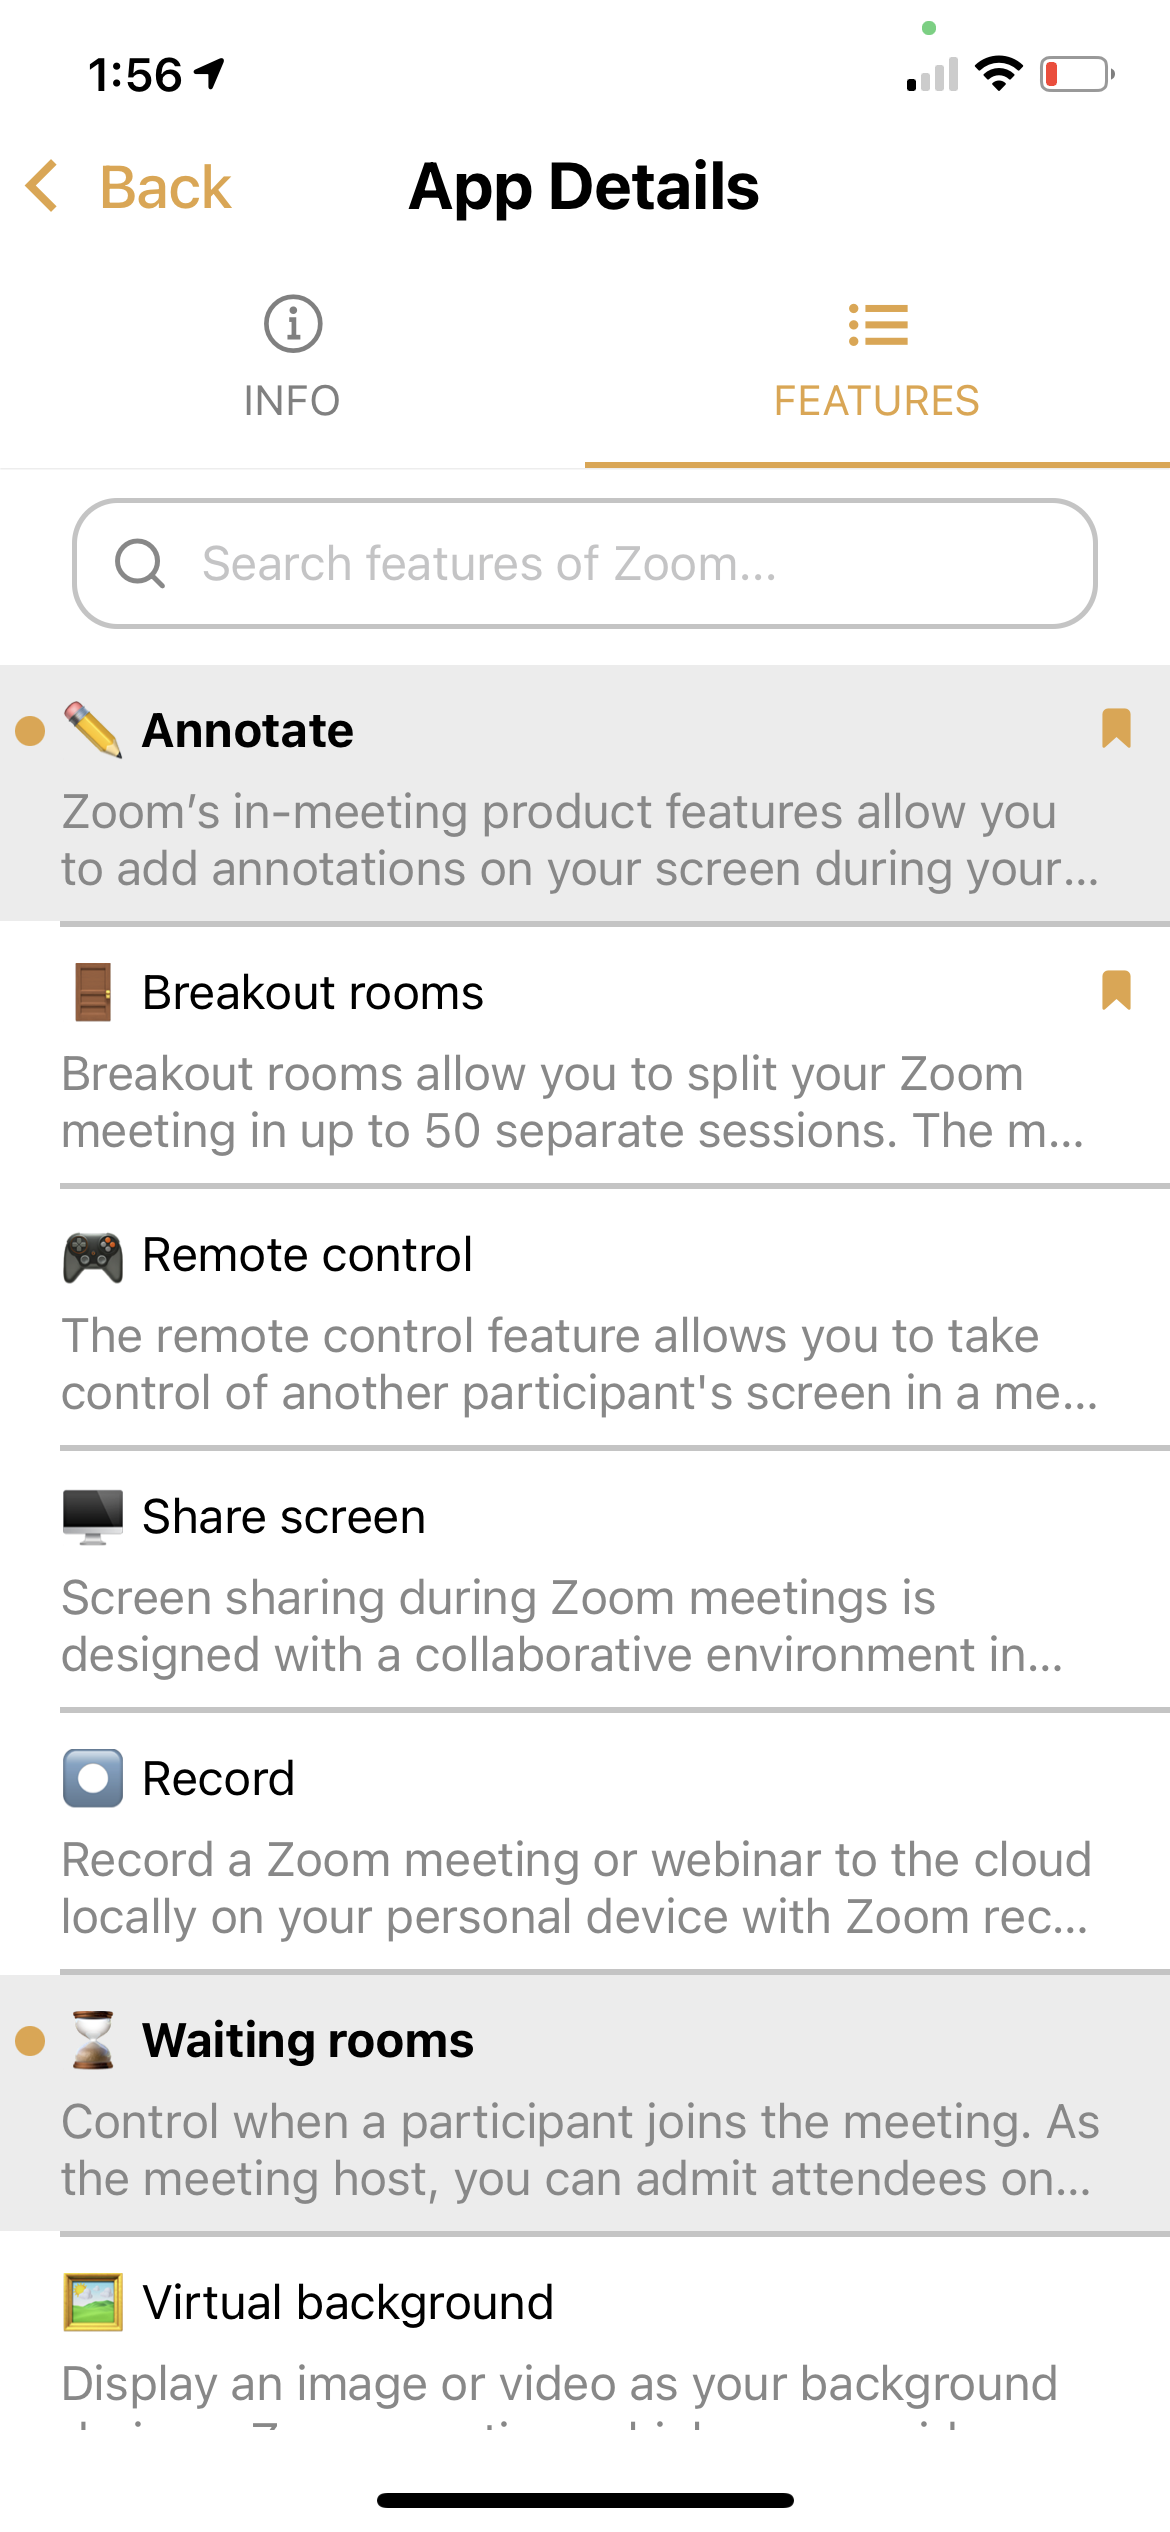 1:56
Back
App Details
INFO
FEATURES
Search features of Zoom...
Annotate
Zoom’s in-meeting product features allow you
to add annotations on your screen during your...
Breakout rooms
Breakout rooms allow you to split your Zoom
meeting in up to 50 separate sessions. The m...
Remote control
The remote control feature allows you to take
control of another participant's screen in a me...
Share screen
Screen sharing during Zoom meetings is
designed with a collaborative environment in...
Record
Record a Zoom meeting or webinar to the cloud
locally on your personal device with Zoom rec...
Waiting rooms
Control when a participant joins the meeting. As
the meeting host, you can admit attendees on...
Virtual background
Display an image or video as your background